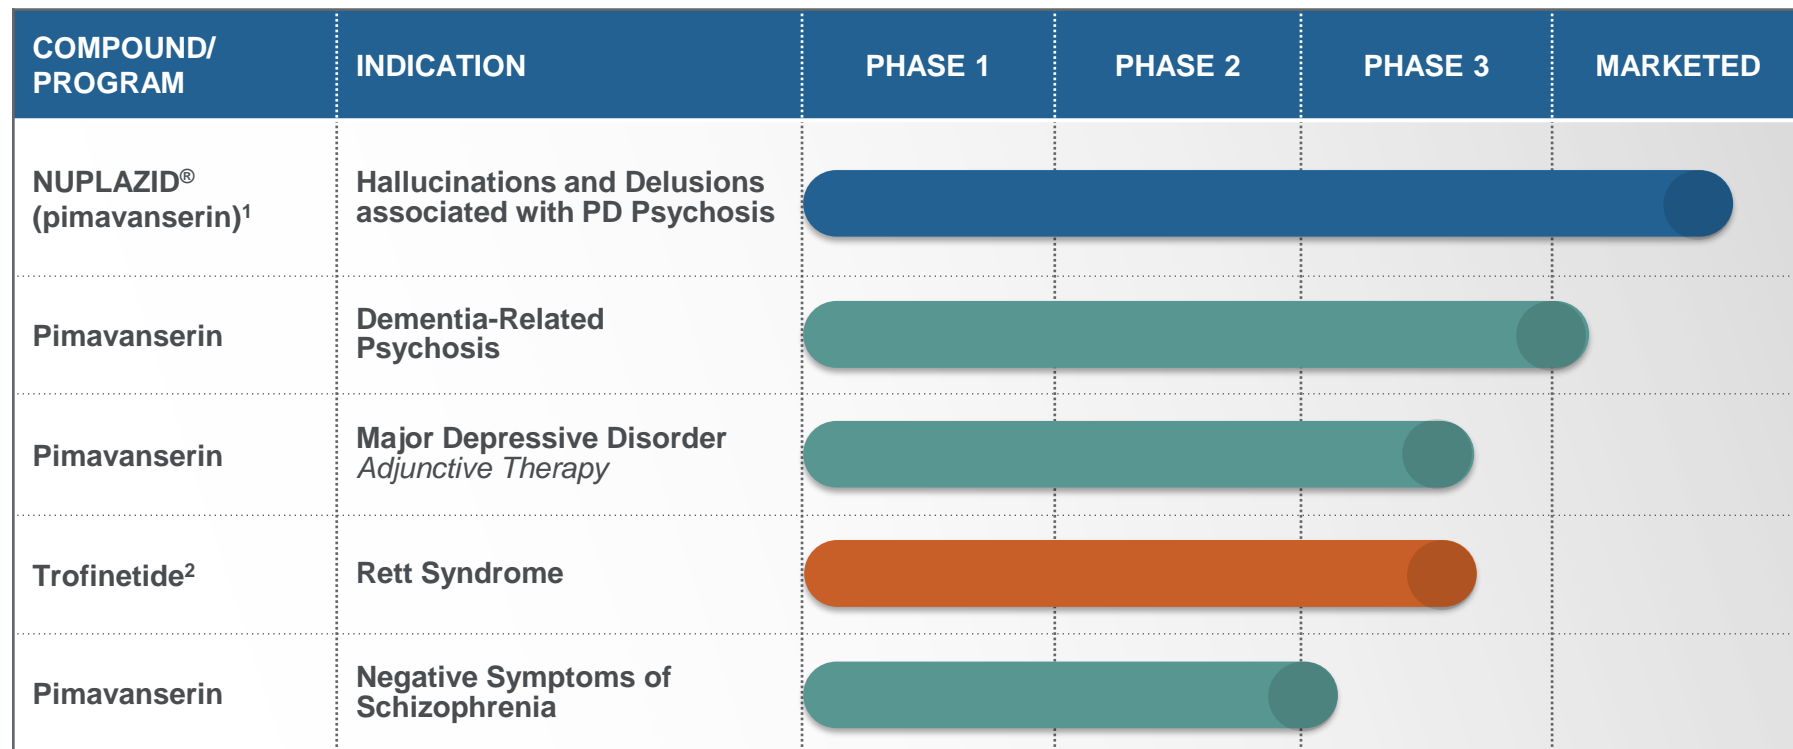 COMPOUND/
PROGRAM
INDICATION
PHASE 1
PHASE 2
PHASE 3
MARKETED
NUPLAZID®
(pimavanserin)¹
Hallucinations and Delusions
associated with PD Psychosis
Pimavanserin
Dementia-Related
Psychosis
Pimavanserin
Major Depressive Disorder
Adjunctive Therapy
Trofinetide²
Rett Syndrome
Pimavanserin
Negative Symptoms of
Schizophrenia